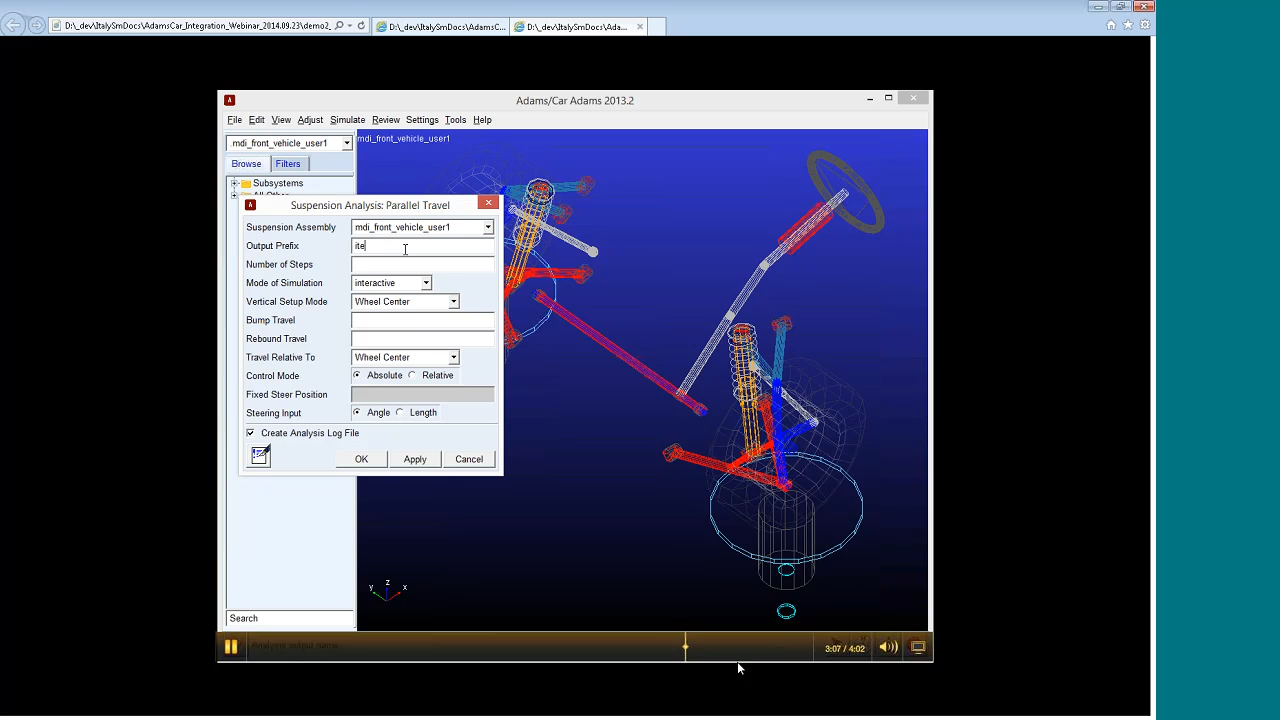 D:\_dev\ItalySmDocs\AdamsCar_Integration_Webinar_2014.09.23\demo2_
D:\_dev\ItalySmDocs\AdamsC...
D:\_dev\ItalySmDocs\Ada...
Adams/Car Adams 2013.2
File Edit View Adjust Simulate Review Settings Tools Help
.mdi_front_vehicle_user1
mdi_front_vehicle_user1
Browse Filters
Subsystems
Suspension Analysis: Parallel Travel
Suspension Assembly mdi_front_vehicle_user1
Output Prefix ite
Number of Steps
Mode of Simulation interactive
Vertical Setup Mode Wheel Center
Bump Travel
Rebound Travel
Travel Relative To Wheel Center
Control Mode Absolute Relative
Fixed Steer Position
Steering Input Angle Length
Create Analysis Log File
OK Apply Cancel
z
y x
Search
Analysis output name
3:07 / 4:02